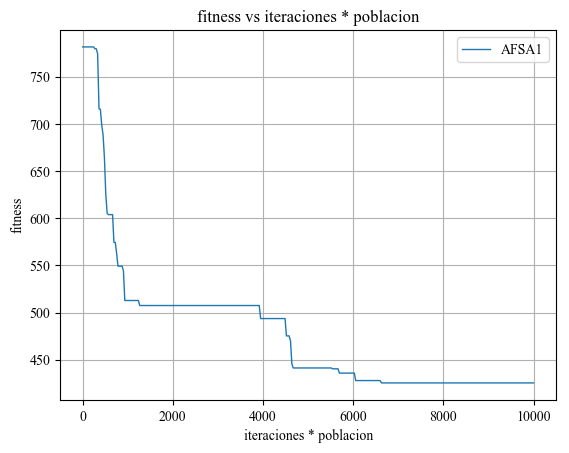 fitness vs iteraciones * poblacion
AFSA1
fitness
750
700
650
600
550
500
450
0 2000 4000 6000 8000 10000
iteraciones * poblacion